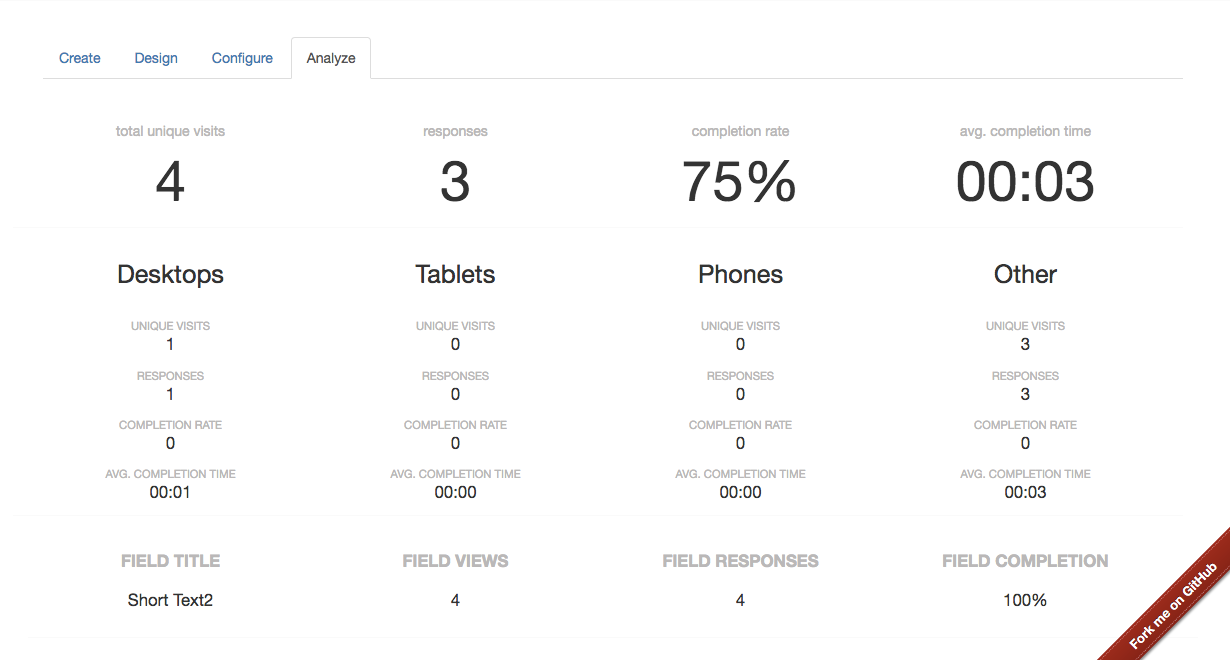 Create Design Configure Analyze
total unique visits responses completion rate avg. completion time
4 3 75% 00:03
Desktops Tablets Phones Other
UNIQUE VISITS UNIQUE VISITS UNIQUE VISITS UNIQUE VISITS
1 0 0 3
RESPONSES RESPONSES RESPONSES RESPONSES
1 0 0 3
COMPLETION RATE COMPLETION RATE COMPLETION RATE COMPLETION RATE
0 0 0 0
AVG. COMPLETION TIME AVG. COMPLETION TIME AVG. COMPLETION TIME AVG. COMPLETION TIME
00:01 00:00 00:00 00:03
FIELD TITLE FIELD VIEWS FIELD RESPONSES FIELD COMPLETION
Short Text2 4 4 100%
Fork me on GitHub